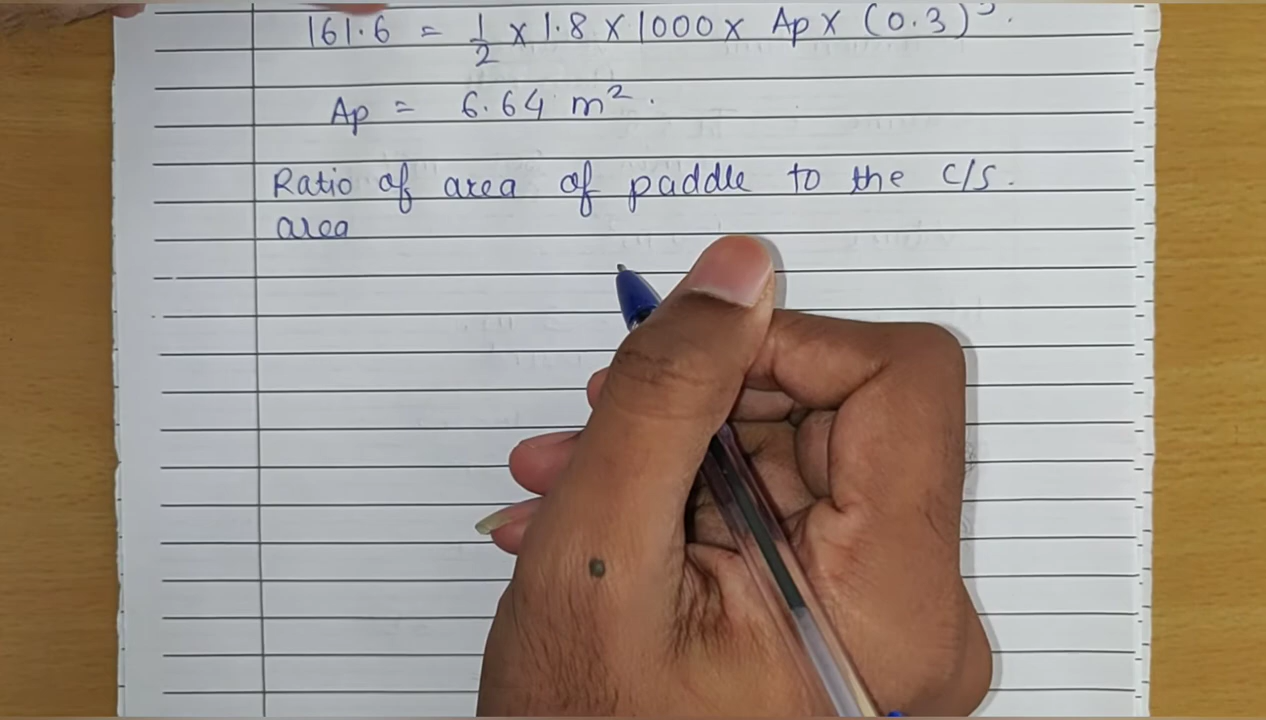 161.6 = 1/2 x 1.8 x 1000 x Ap x (0.3)³.
Ap = 6.64 m².
Ratio of area of paddle to the c/s.
area